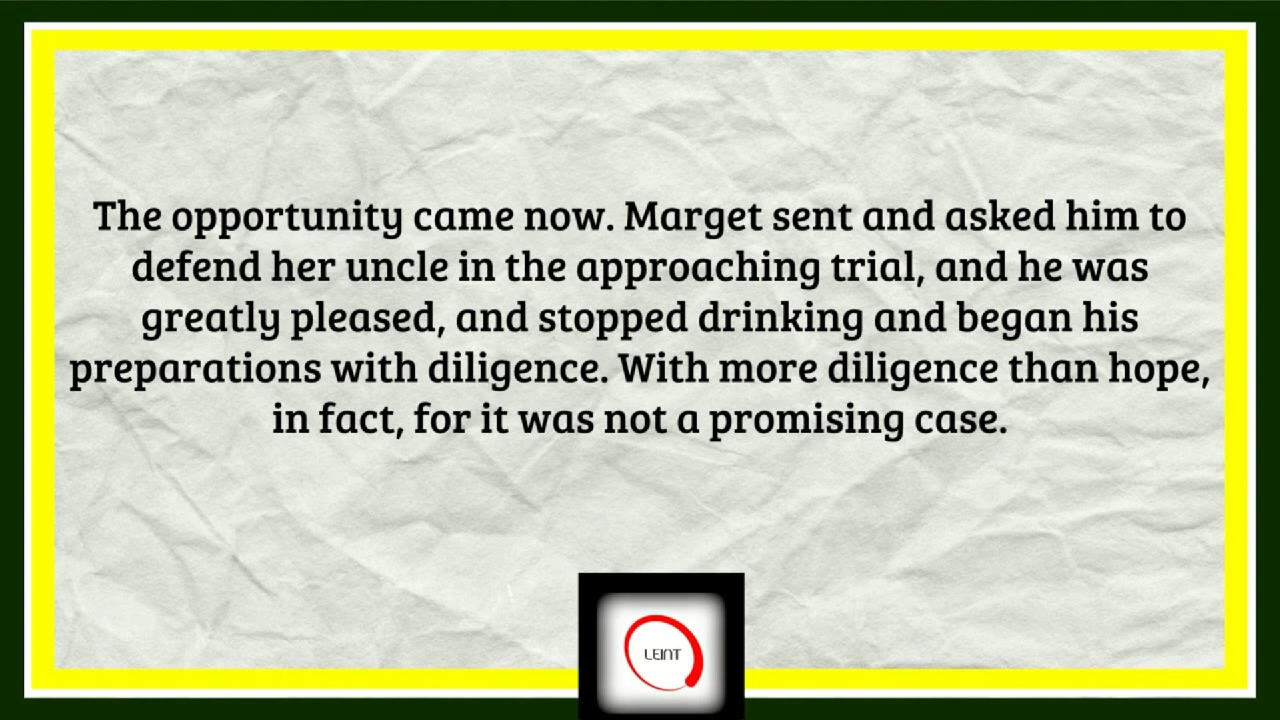 The opportunity came now. Marget sent and asked him to
defend her uncle in the approaching trial, and he was
greatly pleased, and stopped drinking and began his
preparations with diligence. With more diligence than hope,
in fact, for it was not a promising case.
LEINT